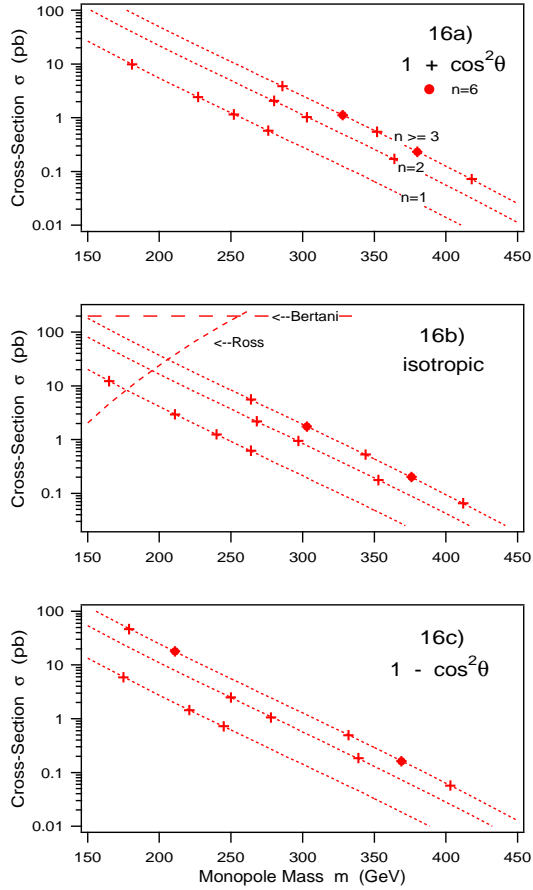 16a)
1 + cos²θ
n=6
n >= 3
n=2
n=1
100
10
1
0.1
0.01
Cross-Section σ (pb)
150 200 250 300 350 400 450
16b)
isotropic
<--Bertani
<--Ross
100
10
1
0.1
Cross-Section σ (pb)
150 200 250 300 350 400 450
16c)
1 - cos²θ
100
10
1
0.1
0.01
Cross-Section σ (pb)
150 200 250 300 350 400 450
Monopole Mass m (GeV)